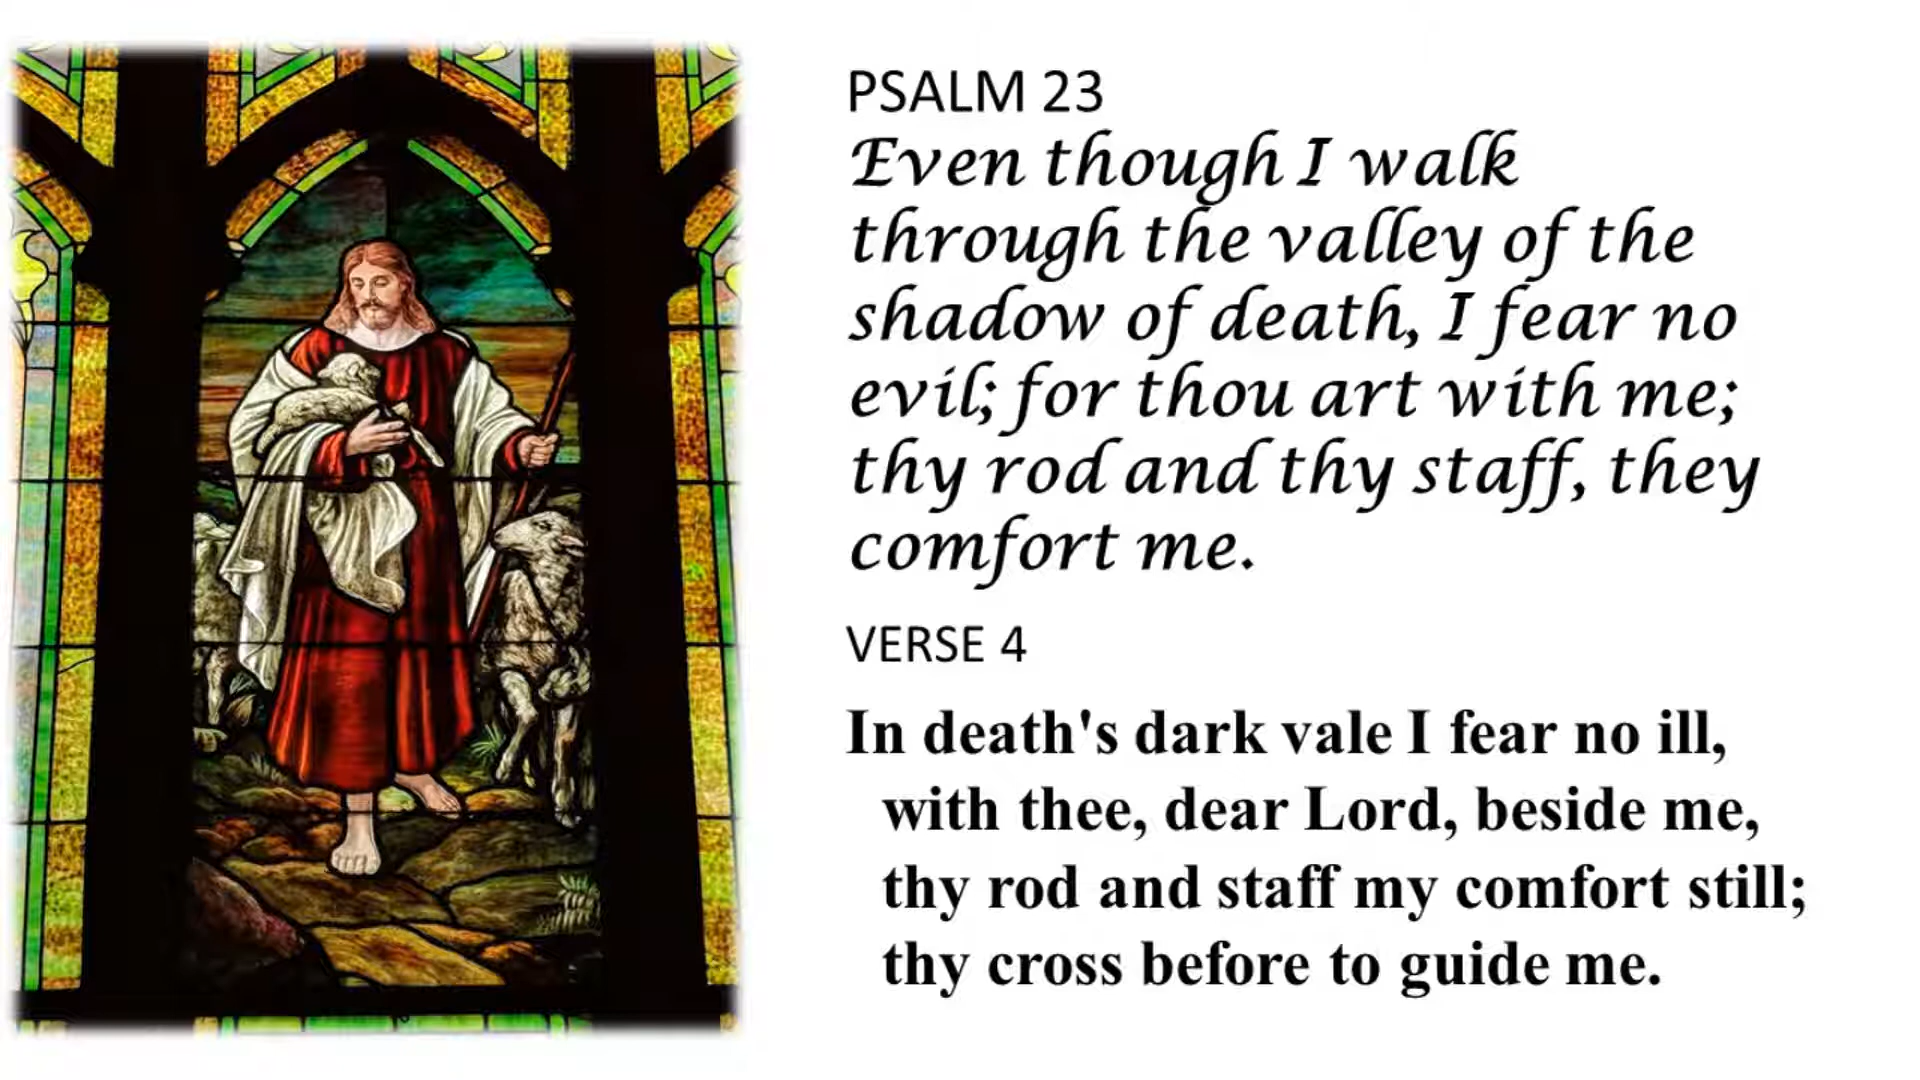 PSALM 23
Even though I walk
through the valley of the
shadow of death, I fear no
evil; for thou art with me;
thy rod and thy staff, they
comfort me.
VERSE 4
In death's dark vale I fear no ill,
with thee, dear Lord, beside me,
thy rod and staff my comfort still;
thy cross before to guide me.